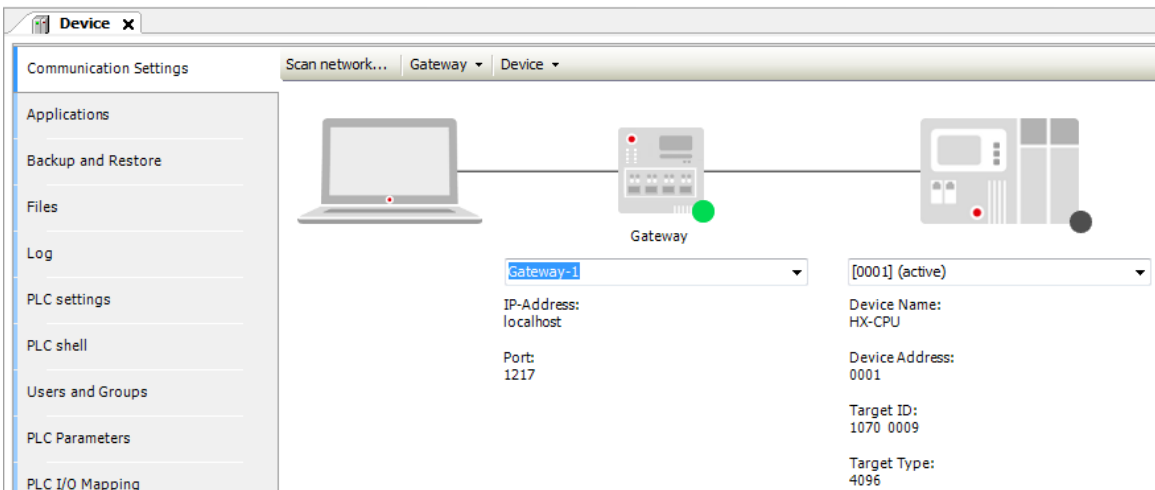 Device
Communication Settings
Applications
Backup and Restore
Files
Log
PLC settings
PLC shell
Users and Groups
PLC Parameters
PLC I/O Mapping
Scan network... Gateway Device
Gateway
Gateway-1
IP-Address:
localhost
Port:
1217
[0001] (active)
Device Name:
HX-CPU
Device Address:
0001
Target ID:
1070 0009
Target Type:
4096